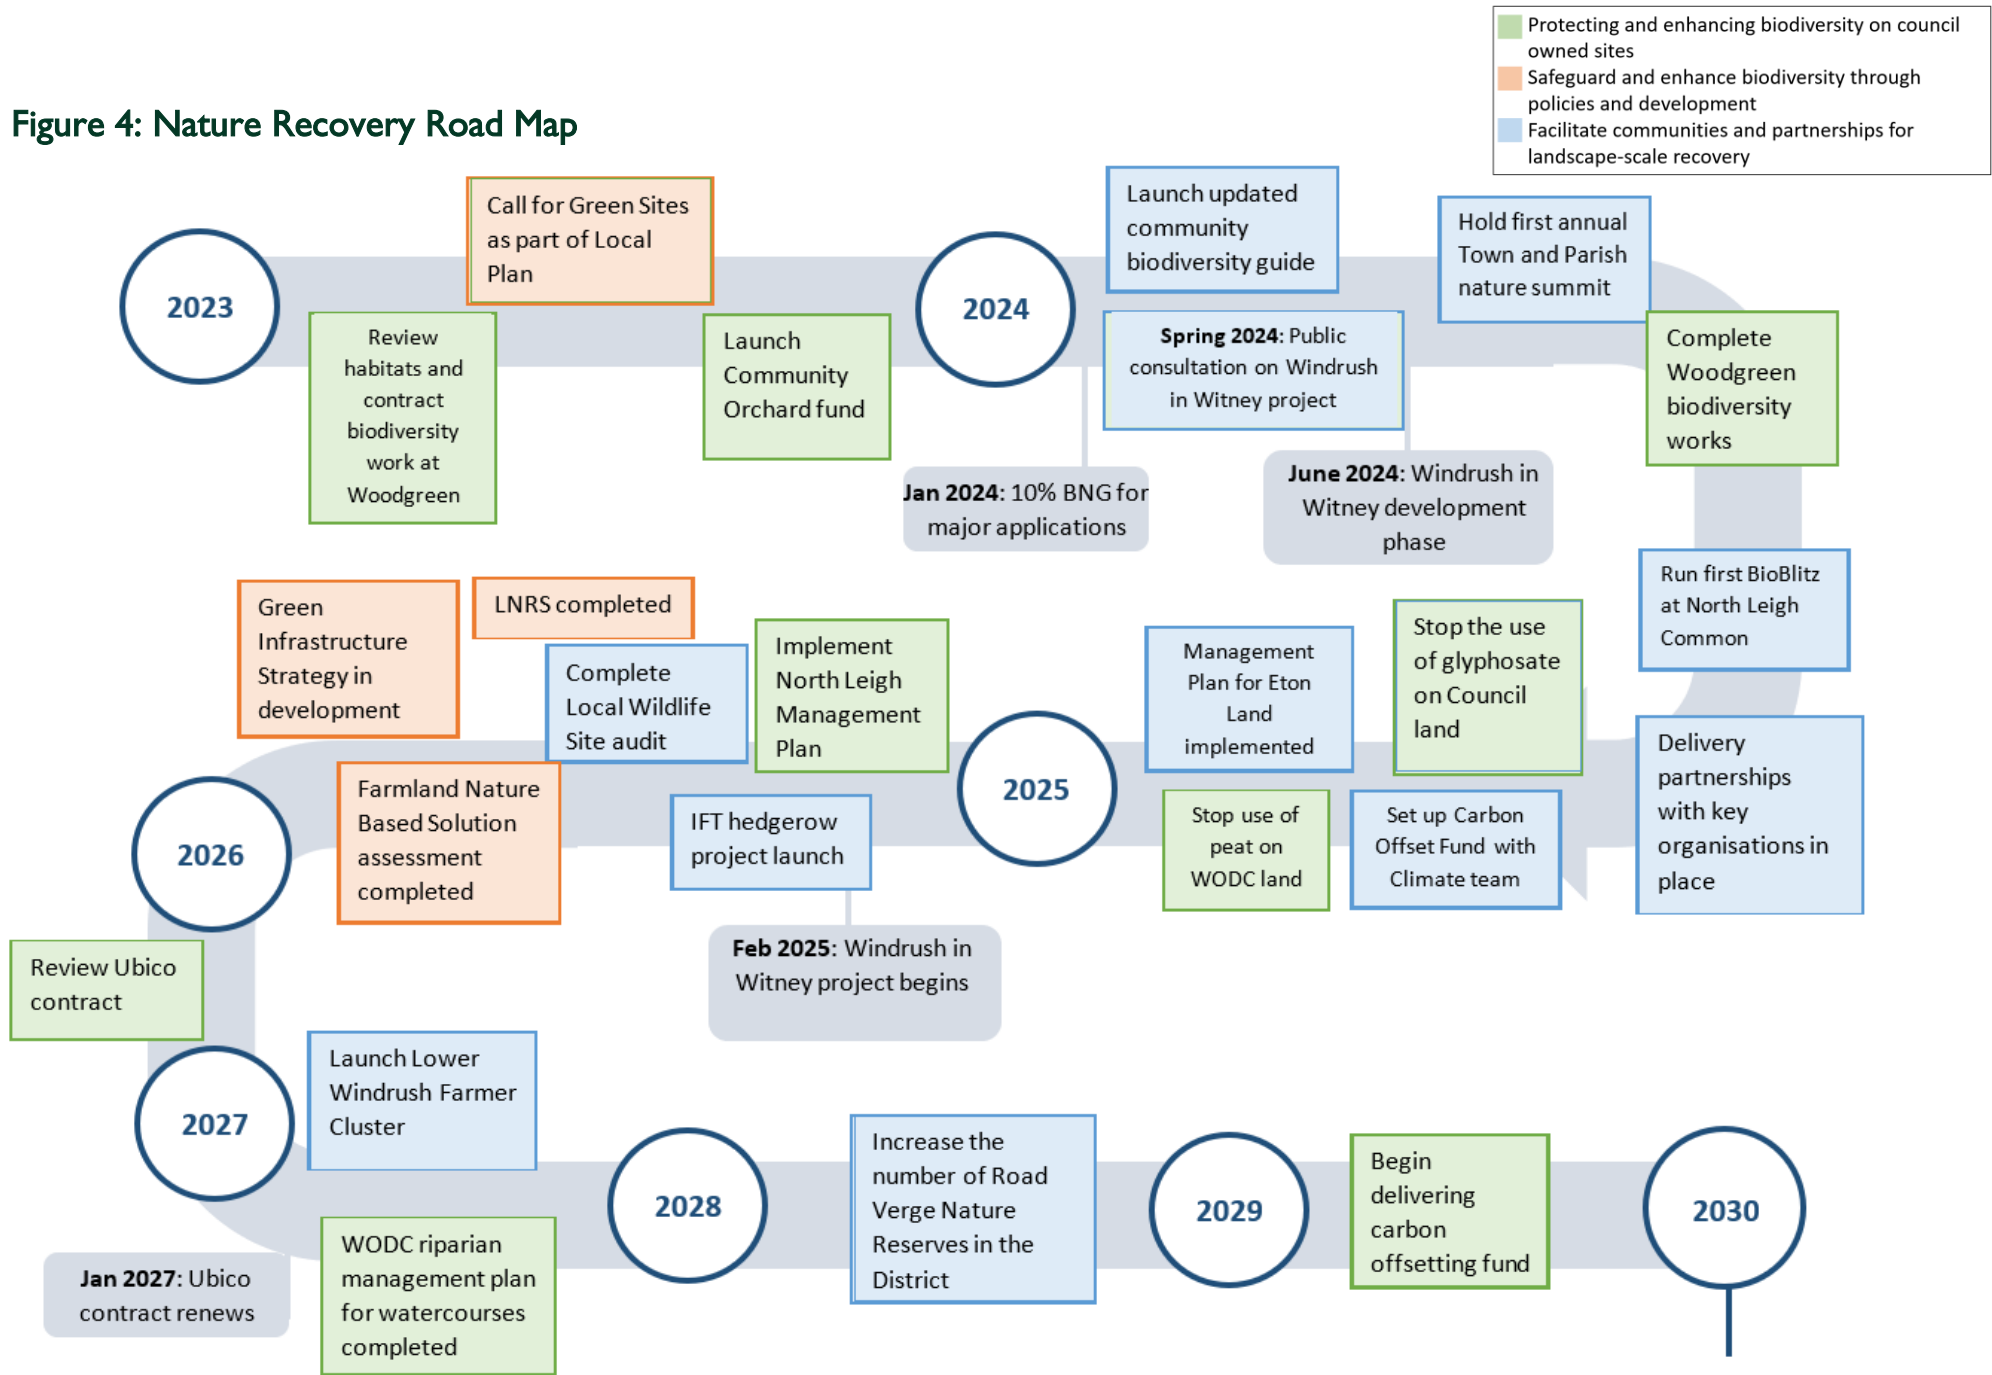 Protecting and enhancing biodiversity on council
owned sites
Safeguard and enhance biodiversity through
policies and development
Facilitate communities and partnerships for
landscape-scale recovery
Figure 4: Nature Recovery Road Map
2023
Call for Green Sites
as part of Local
Plan
Review
habitats and
contract
biodiversity
work at
Woodgreen
Launch
Community
Orchard fund
2024
Launch updated
community
biodiversity guide
Spring 2024: Public
consultation on Windrush
in Witney project
Jan 2024: 10% BNG for
major applications
June 2024: Windrush in
Witney development
phase
Hold first annual
Town and Parish
nature summit
Complete
Woodgreen
biodiversity
works
Run first BioBlitz
at North Leigh
Common
Delivery
partnerships
with key
organisations in
place
Stop the use
of glyphosate
on Council
land
Set up Carbon
Offset Fund with
Climate team
Management
Plan for Eton
Land
implemented
Stop use of
peat on
WODC land
2025
Implement
North Leigh
Management
Plan
IFT hedgerow
project launch
Feb 2025: Windrush in
Witney project begins
Complete
Local Wildlife
Site audit
LNRS completed
Farmland Nature
Based Solution
assessment
completed
Green
Infrastructure
Strategy in
development
2026
Review Ubico
contract
2027
Jan 2027: Ubico
contract renews
Launch Lower
Windrush Farmer
Cluster
WODC riparian
management plan
for watercourses
completed
2028
Increase the
number of Road
Verge Nature
Reserves in the
District
2029
Begin
delivering
carbon
offsetting fund
2030